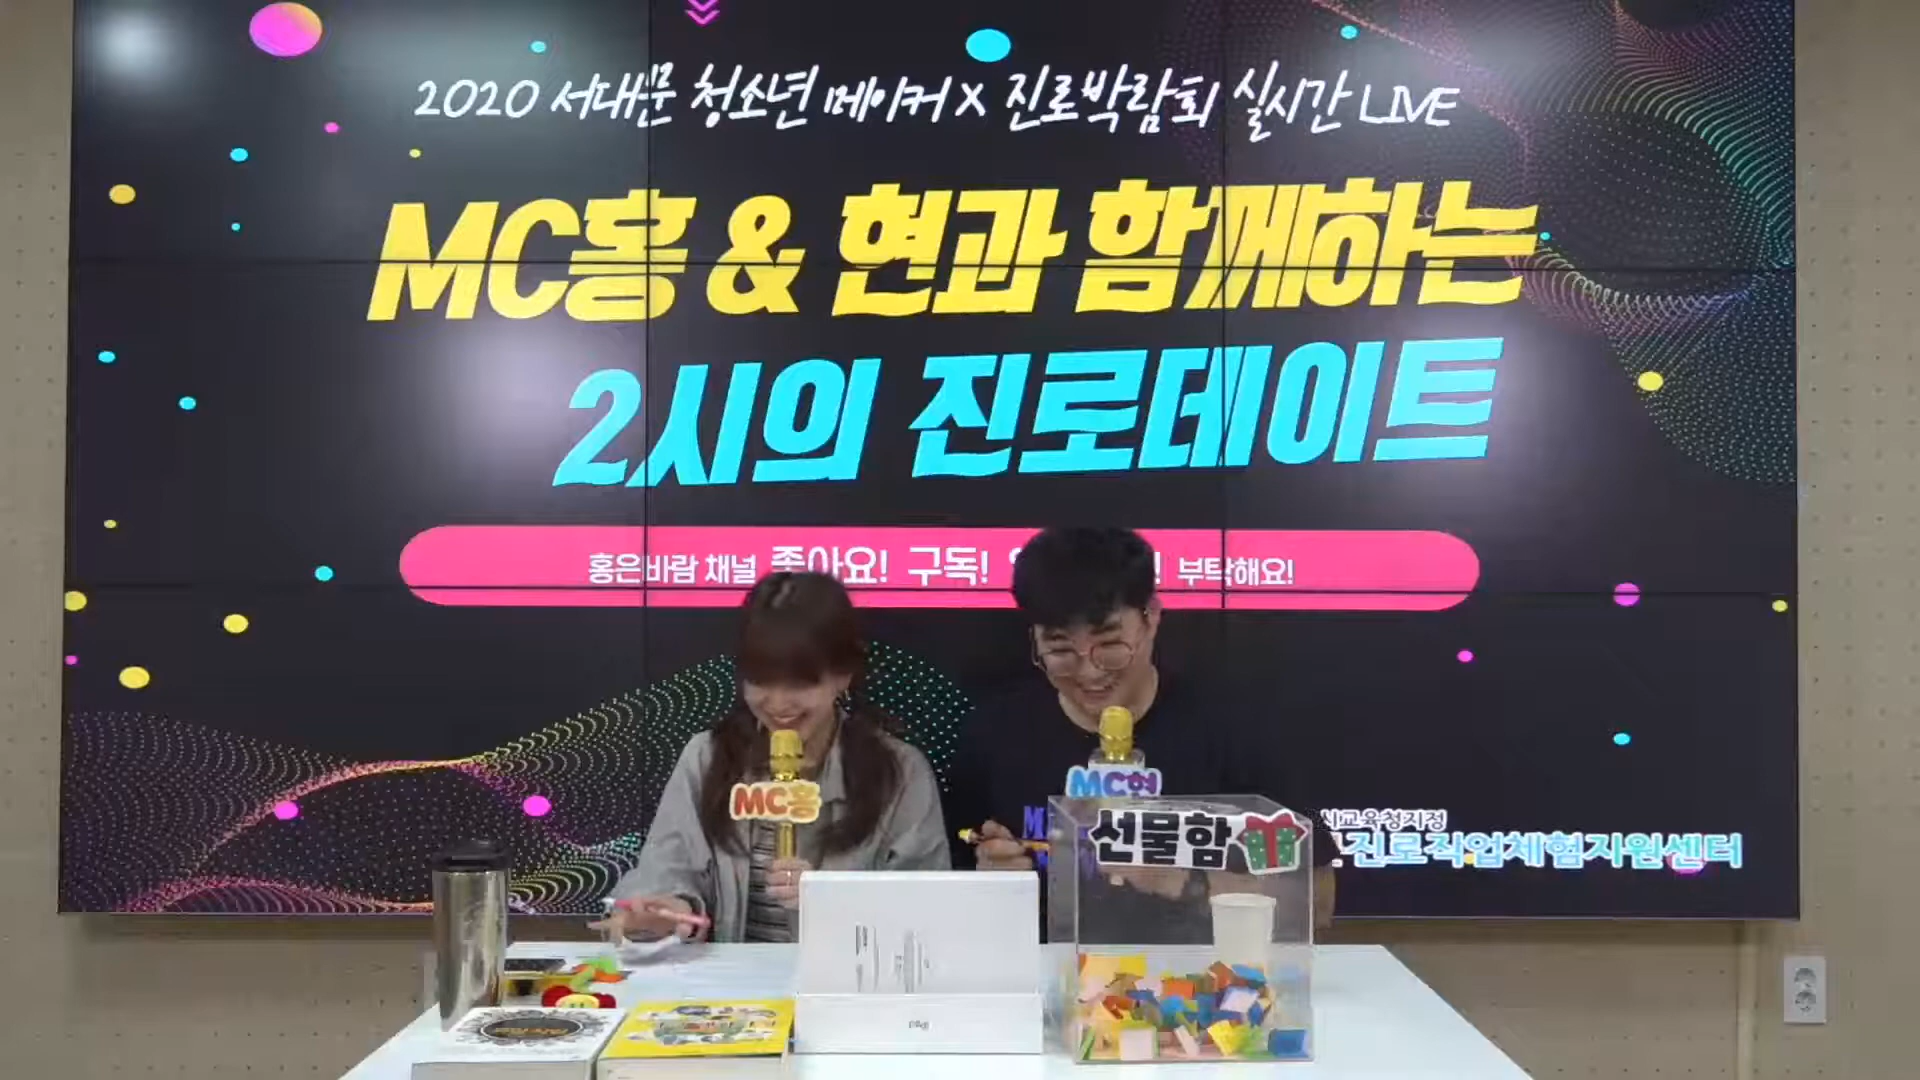 2020 서대문 청소년 메이커 X 진로박람회 실시간 LIVE
MC홍 & 현과 함께하는
2시의 진로데이트
홍은바람 채널 좋아요! 구독! 부탁해요!
MC홍
MC현
선물함
시교육청지정
진로직업체험지원센터